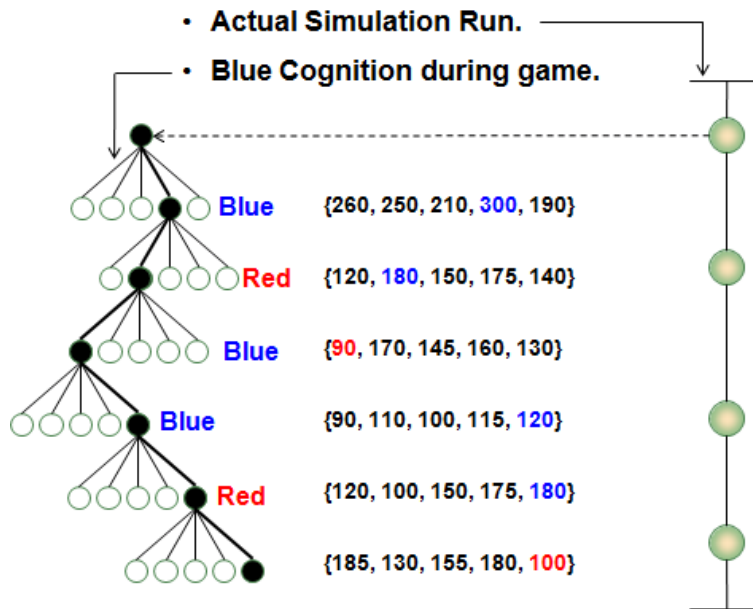 • Actual Simulation Run.
• Blue Cognition during game.
Blue {260, 250, 210, 300, 190}
Red {120, 180, 150, 175, 140}
Blue {90, 170, 145, 160, 130}
Blue {90, 110, 100, 115, 120}
Red {120, 100, 150, 175, 180}
{185, 130, 155, 180, 100}